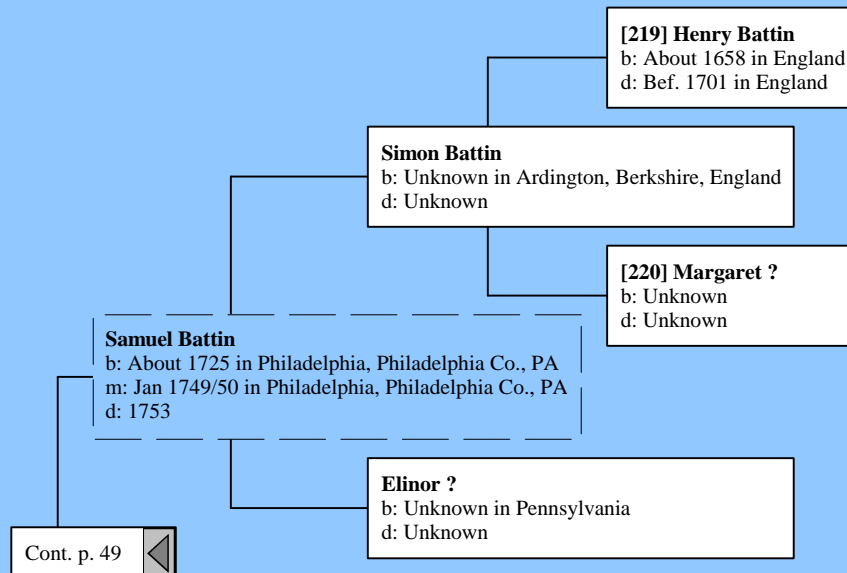 [219] Henry Battin
b: About 1658 in England
d: Bef. 1701 in England
Simon Battin
b: Unknown in Ardington, Berkshire, England
d: Unknown
[220] Margaret ?
b: Unknown
d: Unknown
Samuel Battin
b: About 1725 in Philadelphia, Philadelphia Co., PA
m: Jan 1749/50 in Philadelphia, Philadelphia Co., PA
d: 1753
Elinor ?
b: Unknown in Pennsylvania
d: Unknown
Cont. p. 49